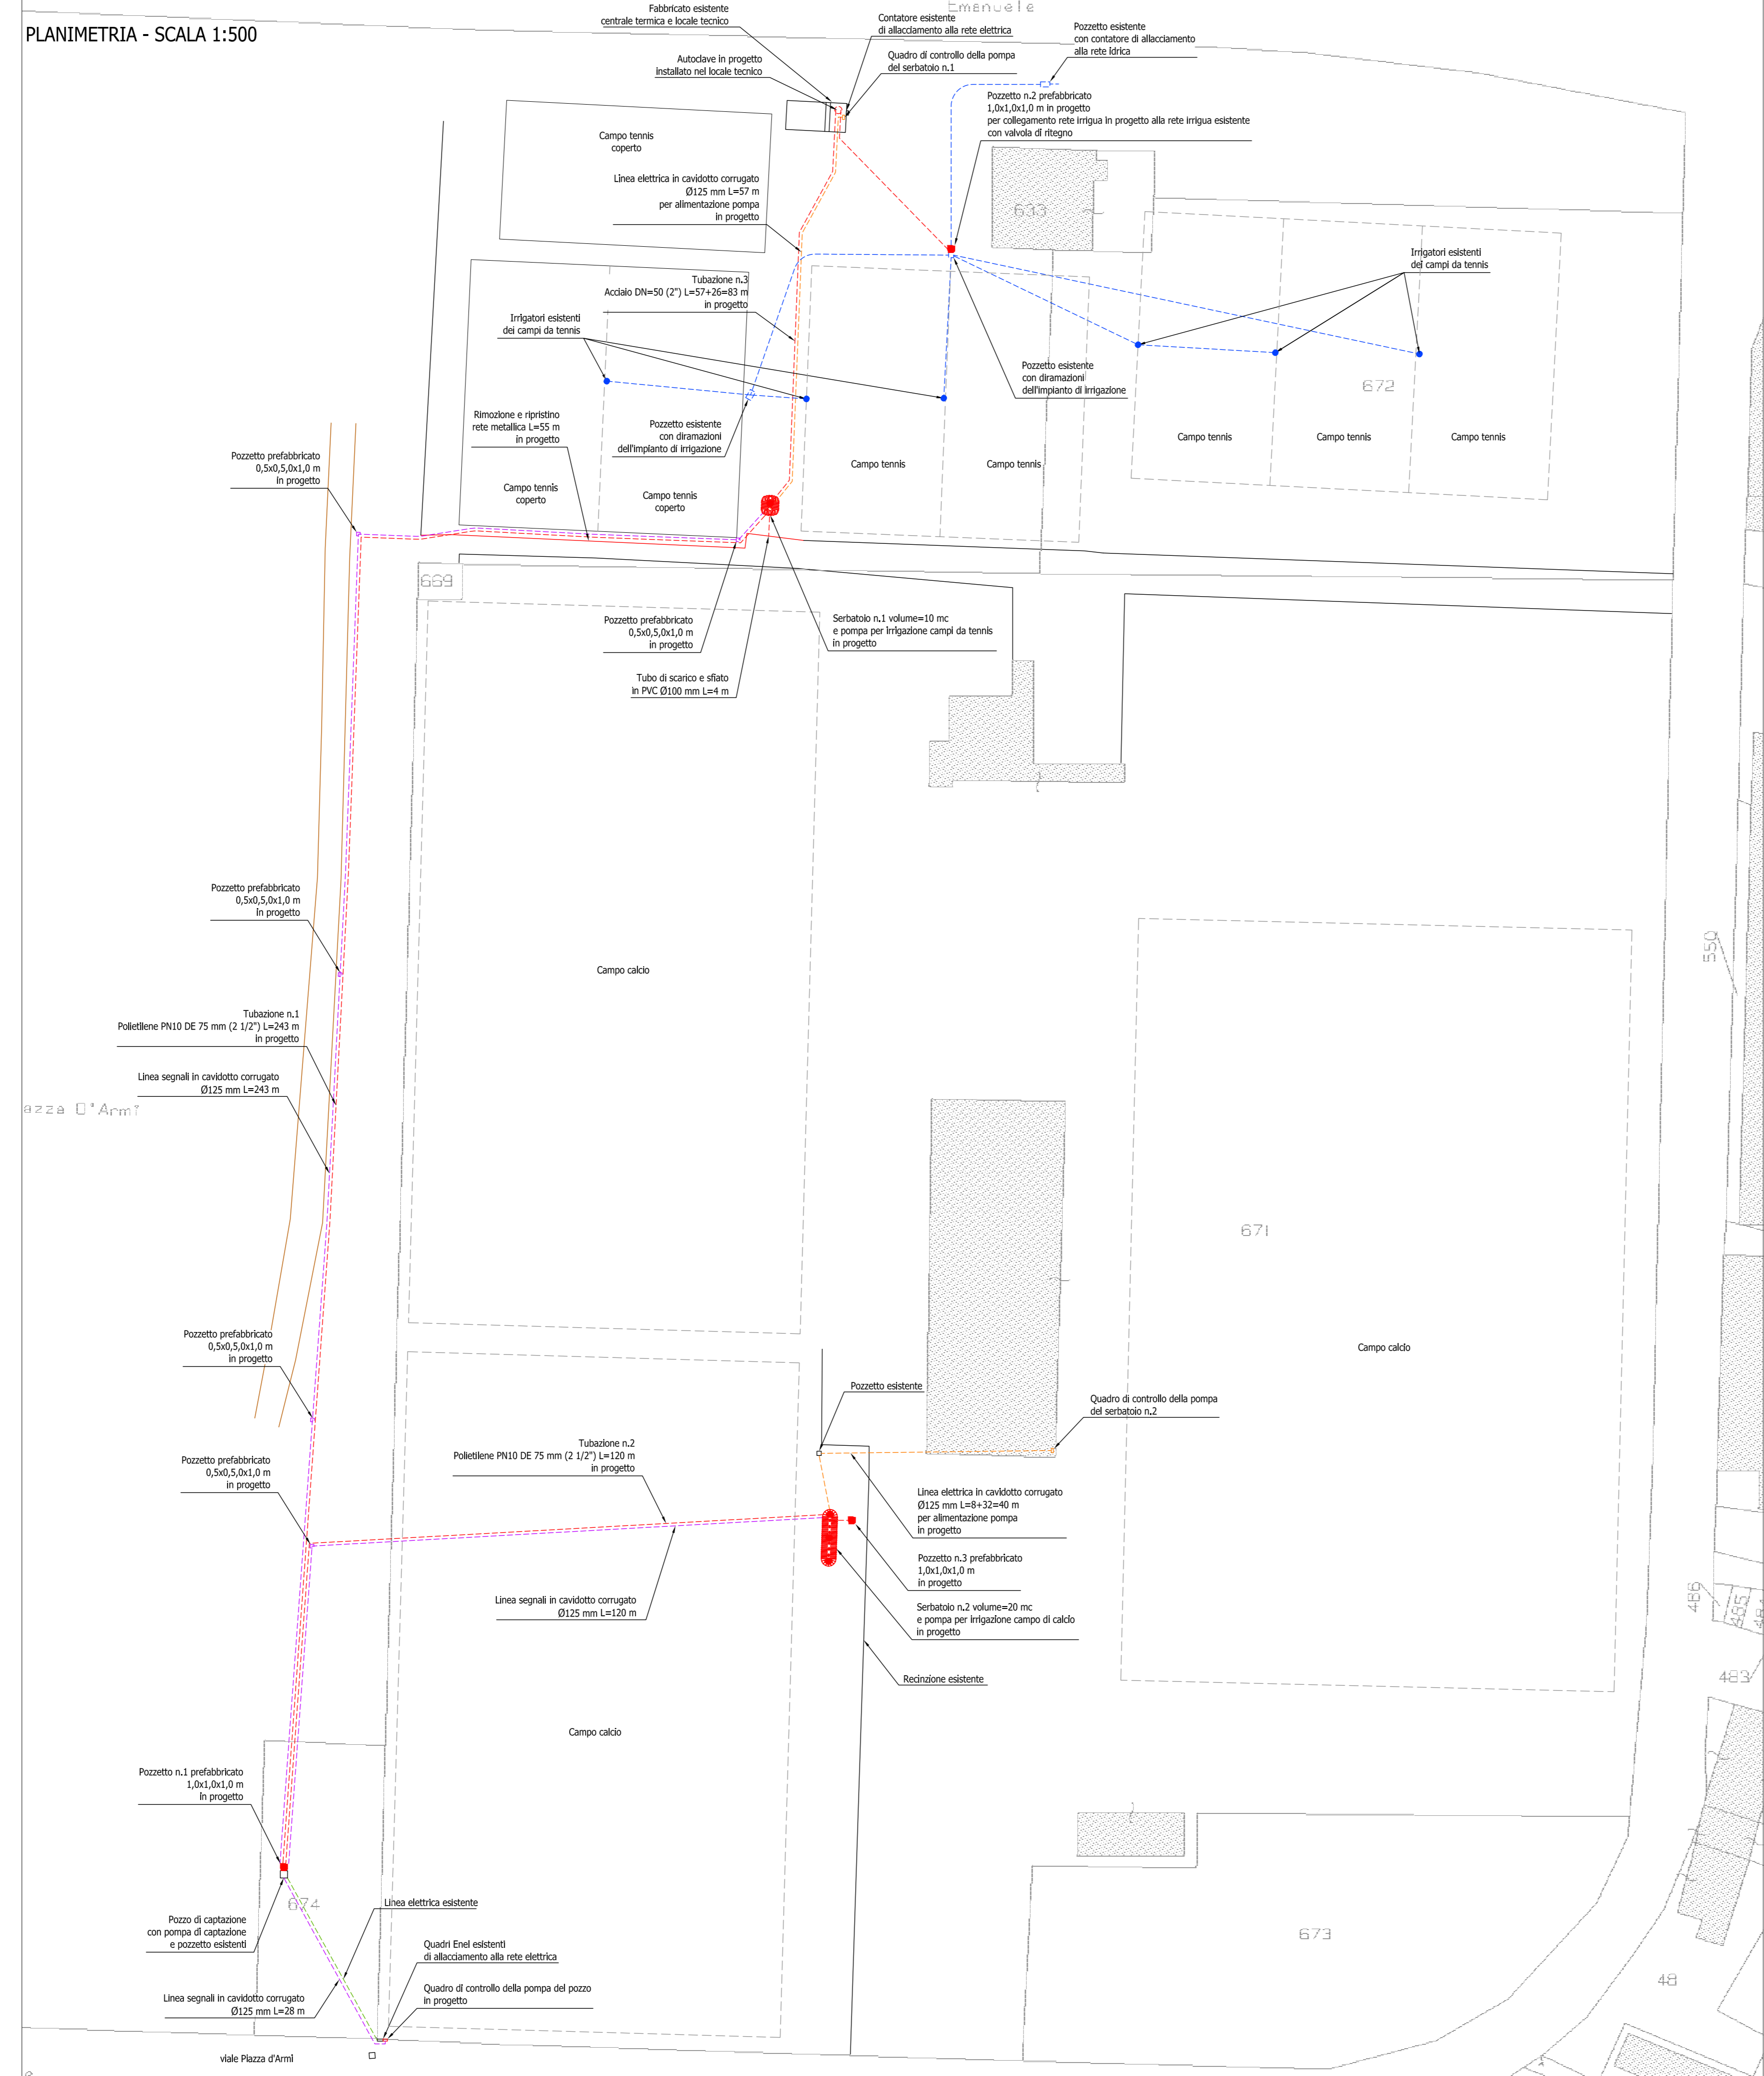 Emanuele
PLANIMETRIA - SCALA 1:500
Fabbricato esistente
centrale termica e locale tecnico
Contatore esistente
di allacciamento alla rete elettrica
Pozzetto esistente
con contatore di allacciamento
alla rete idrica
Autoclave in progetto
installato nel locale tecnico
Quadro di controllo della pompa
del serbatoio n.1
Pozzetto n.2 prefabbricato
1,0x1,0x1,0 m in progetto
per collegamento rete irrigua in progetto alla rete irrigua esistente
con valvola di ritegno
Campo tennis
coperto
Linea elettrica in cavidotto corrugato
Ø125 mm L=57 m
per alimentazione pompa
in progetto
633
Irrigatori esistenti
dei campi da tennis
Tubazione n.3
Acciaio DN=50 (2") L=57+26=83 m
in progetto
Irrigatori esistenti
dei campi da tennis
Pozzetto esistente
con diramazioni
dell'impianto di irrigazione
672
Rimozione e ripristino
rete metallica L=55 m
in progetto
Pozzetto esistente
con diramazioni
dell'impianto di irrigazione
Campo tennis
Campo tennis
Campo tennis
Campo tennis
Campo tennis
Pozzetto prefabbricato
0,5x0,5,0x1,0 m
in progetto
Campo tennis
coperto
Campo tennis
coperto
669
Pozzetto prefabbricato
0,5x0,5,0x1,0 m
in progetto
Serbatoio n.1 volume=10 mc
e pompa per irrigazione campi da tennis
in progetto
Tubo di scarico e sfiato
in PVC Ø100 mm L=4 m
Pozzetto prefabbricato
0,5x0,5,0x1,0 m
in progetto
Campo calcio
550
Tubazione n.1
Polietilene PN10 DE 75 mm (2 1/2") L=243 m
in progetto
Linea segnali in cavidotto corrugato
Ø125 mm L=243 m
azza D'Armi
671
Pozzetto prefabbricato
0,5x0,5,0x1,0 m
in progetto
Campo calcio
Pozzetto esistente
Quadro di controllo della pompa
del serbatoio n.2
Tubazione n.2
Polietilene PN10 DE 75 mm (2 1/2") L=120 m
in progetto
Pozzetto prefabbricato
0,5x0,5,0x1,0 m
in progetto
Linea elettrica in cavidotto corrugato
Ø125 mm L=8+32=40 m
per alimentazione pompa
in progetto
Pozzetto n.3 prefabbricato
1,0x1,0x1,0 m
in progetto
Linea segnali in cavidotto corrugato
Ø125 mm L=120 m
Serbatoio n.2 volume=20 mc
e pompa per irrigazione campo di calcio
in progetto
486
485
483
Recinzione esistente
Campo calcio
Pozzetto n.1 prefabbricato
1,0x1,0x1,0 m
in progetto
674
Linea elettrica esistente
Pozzo di captazione
con pompa di captazione
e pozzetto esistenti
673
Quadri Enel esistenti
di allacciamento alla rete elettrica
48
Quadro di controllo della pompa del pozzo
in progetto
Linea segnali in cavidotto corrugato
Ø125 mm L=28 m
viale Piazza d'Armi